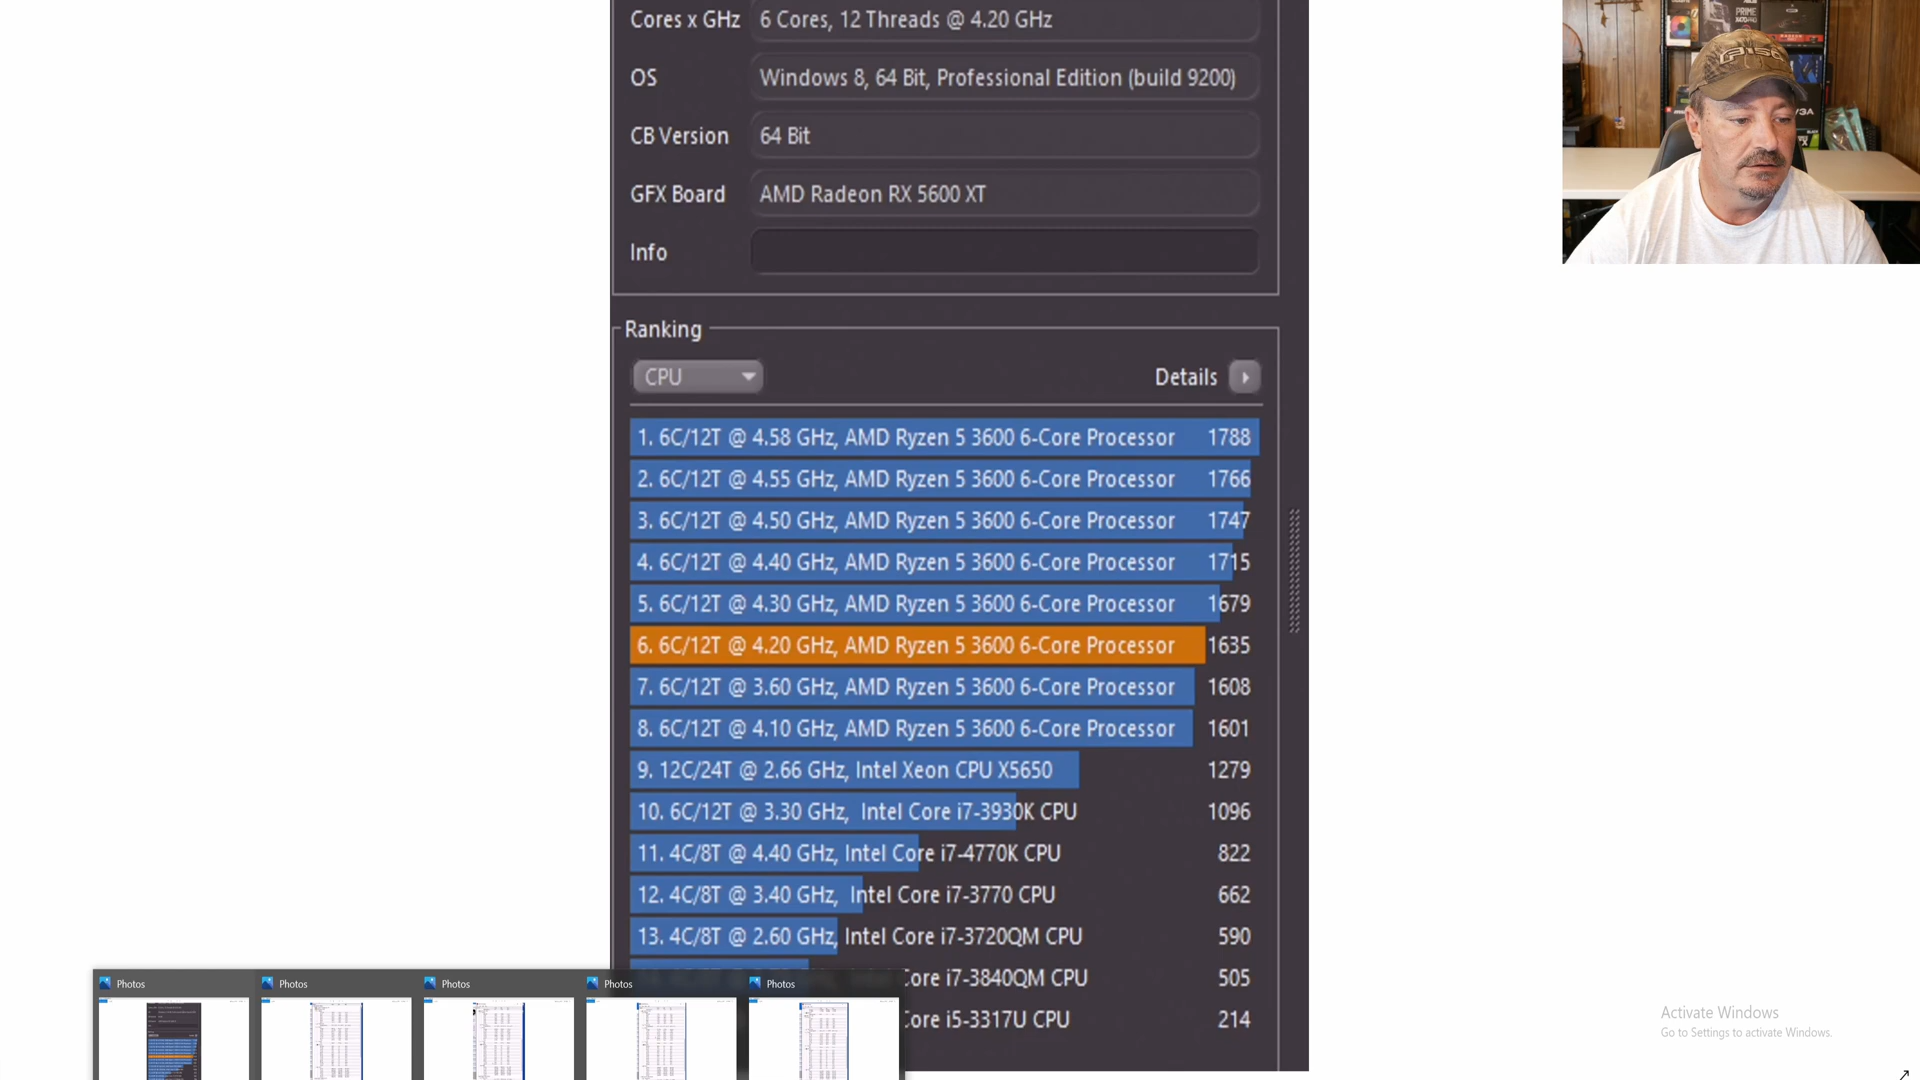 Cores x GHz 6 Cores, 12 Threads @ 4.20 GHz
OS Windows 8, 64 Bit, Professional Edition (build 9200)
CB Version 64 Bit
GFX Board AMD Radeon RX 5600 XT
Info
Ranking
CPU Details
1. 6C/12T @ 4.58 GHz, AMD Ryzen 5 3600 6-Core Processor 1788
2. 6C/12T @ 4.55 GHz, AMD Ryzen 5 3600 6-Core Processor 1766
3. 6C/12T @ 4.50 GHz, AMD Ryzen 5 3600 6-Core Processor 1747
4. 6C/12T @ 4.40 GHz, AMD Ryzen 5 3600 6-Core Processor 1715
5. 6C/12T @ 4.30 GHz, AMD Ryzen 5 3600 6-Core Processor 1679
6. 6C/12T @ 4.20 GHz, AMD Ryzen 5 3600 6-Core Processor 1635
7. 6C/12T @ 3.60 GHz, AMD Ryzen 5 3600 6-Core Processor 1608
8. 6C/12T @ 4.10 GHz, AMD Ryzen 5 3600 6-Core Processor 1601
9. 12C/24T @ 2.66 GHz, Intel Xeon CPU X5650 1279
10. 6C/12T @ 3.30 GHz, Intel Core i7-3930K CPU 1096
11. 4C/8T @ 4.40 GHz, Intel Core i7-4770K CPU 822
12. 4C/8T @ 3.40 GHz, Intel Core i7-3770 CPU 662
13. 4C/8T @ 2.60 GHz, Intel Core i7-3720QM CPU 590
Core i7-3840QM CPU 505
Core i5-3317U CPU 214
Photos Photos Photos Photos Photos
Activate Windows
Go to Settings to activate Windows.
PRIME